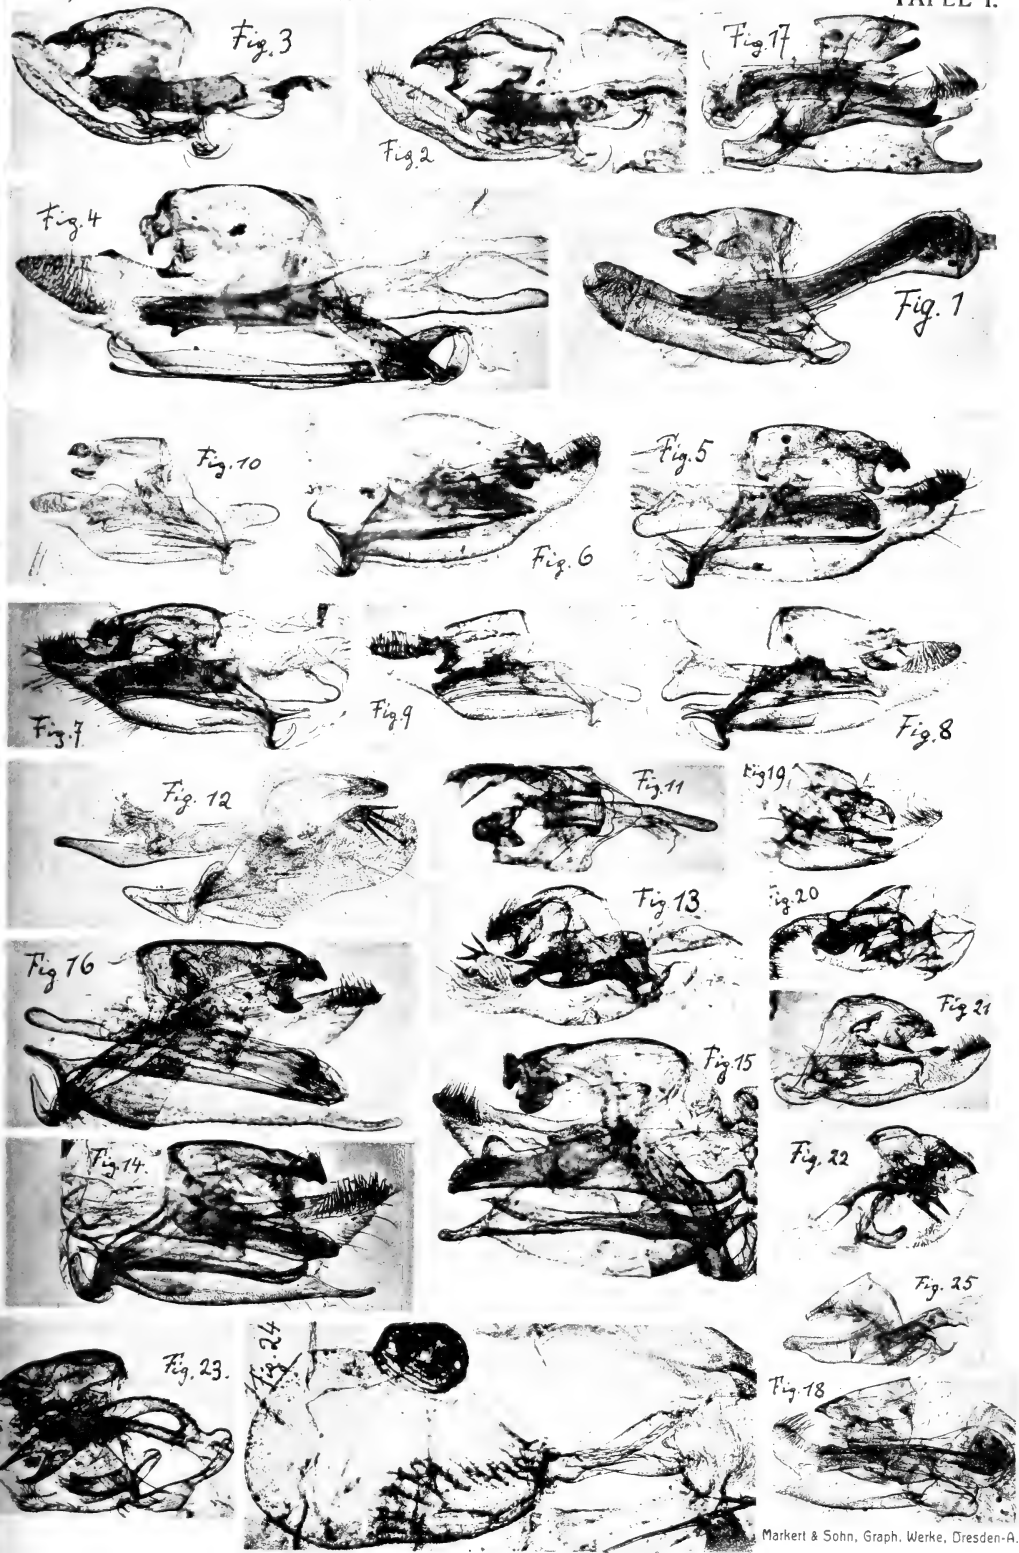 TAFEL I.
Fig. 3
Fig. 2
Fig. 17
Fig. 4
Fig. 1
Fig. 10
Fig. 6
Fig. 5
Fig. 7
Fig. 9
Fig. 8
Fig. 12
Fig. 11
Fig 19.
Fig. 13
Fig. 20
Fig 16
Fig 21
Fig. 15
Fig. 14.
Fig. 22
Fig. 25
Fig. 23.
Fig. 24
Fig. 18
Markert & Sohn, Graph. Werke, Dresden-A.